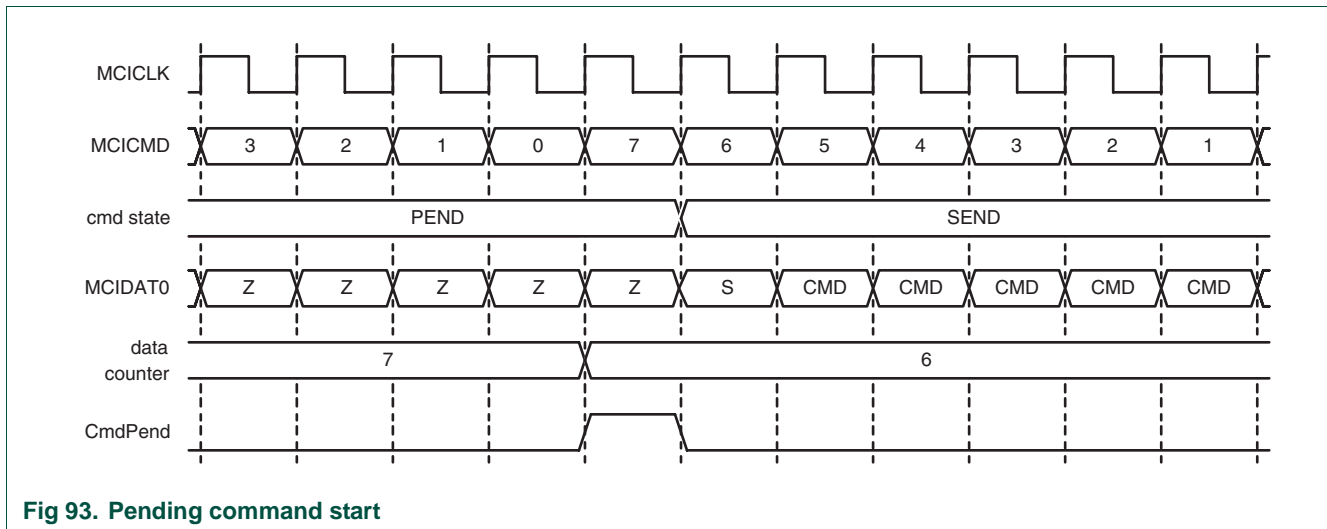 MCICLK
MCICMD 3 2 1 0 7 6 5 4 3 2 1
cmd state PEND SEND
MCIDAT0 Z Z Z Z Z S CMD CMD CMD CMD CMD
data
counter
7 6
CmdPend
Fig 93. Pending command start